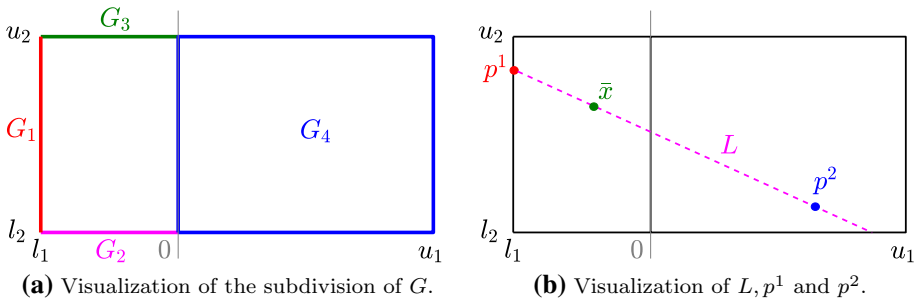 G₃
u₂
G₁
G₄
l₂
l₁
G₂
0
u₁
(a) Visualization of the subdivision of G.
u₂
p¹
x̄
L
p²
l₂
l₁
0
u₁
(b) Visualization of L, p¹ and p².